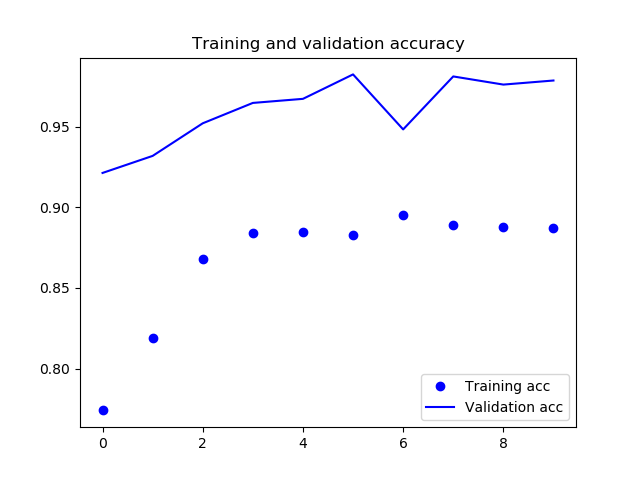 Training and validation accuracy
0.95
0.90
0.85
0.80
Training acc
Validation acc
0 2 4 6 8